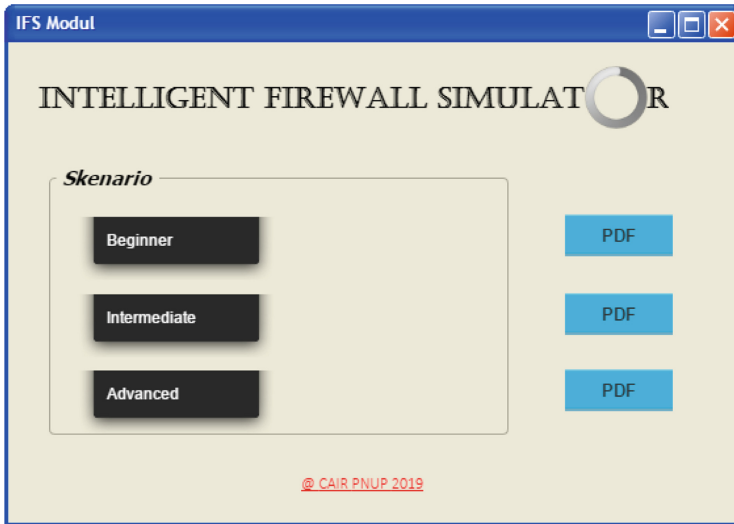 IFS Modul
INTELLIGENT FIREWALL SIMULATOR
Skenario
Beginner PDF
Intermediate PDF
Advanced PDF
@ CAIR PNUP 2019